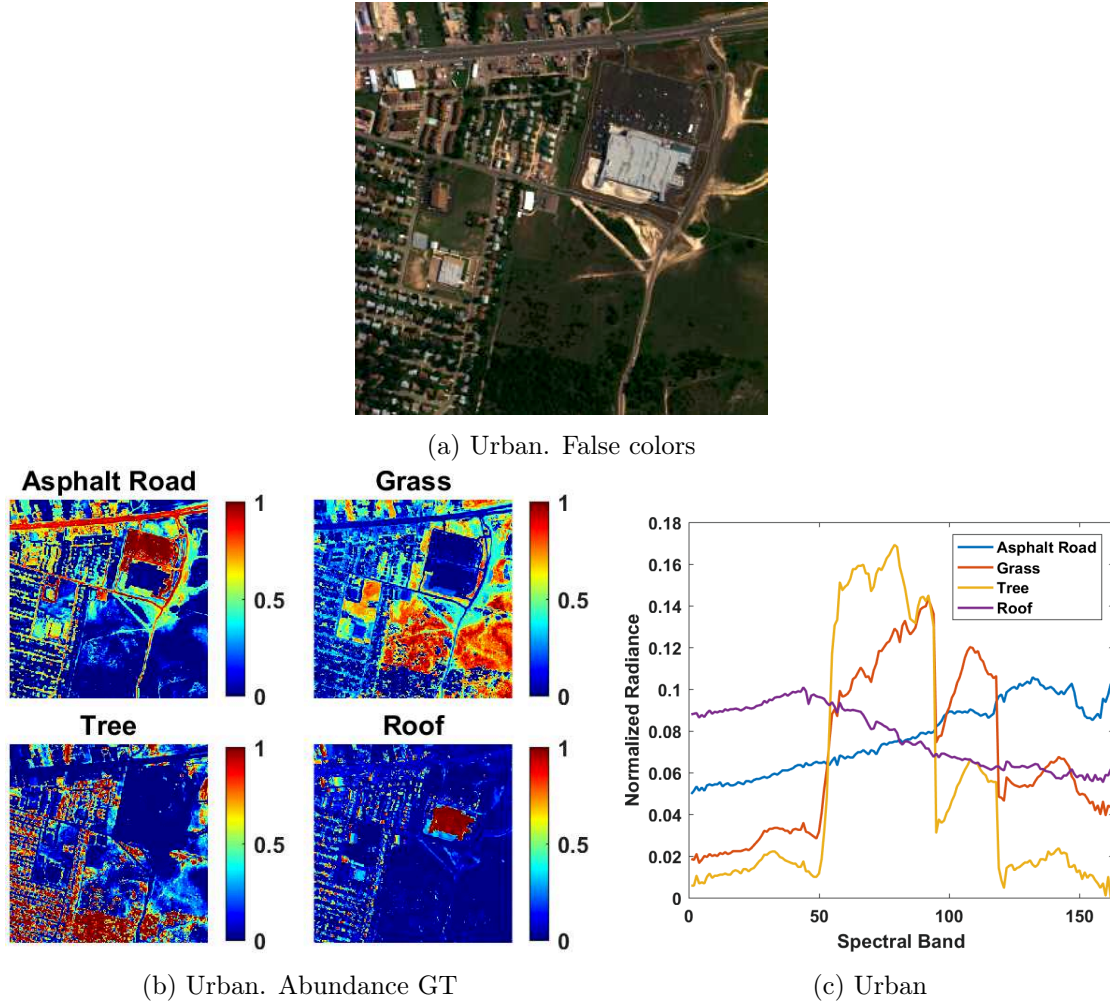 (a) Urban. False colors
Asphalt Road
1
0.5
0
Grass
1
0.5
0
Tree
1
0.5
0
Roof
1
0.5
0
(b) Urban. Abundance GT
0.18
0.16
0.14
0.12
0.1
0.08
0.06
0.04
0.02
0
Normalized Radiance
Asphalt Road
Grass
Tree
Roof
0
50
100
150
Spectral Band
(c) Urban